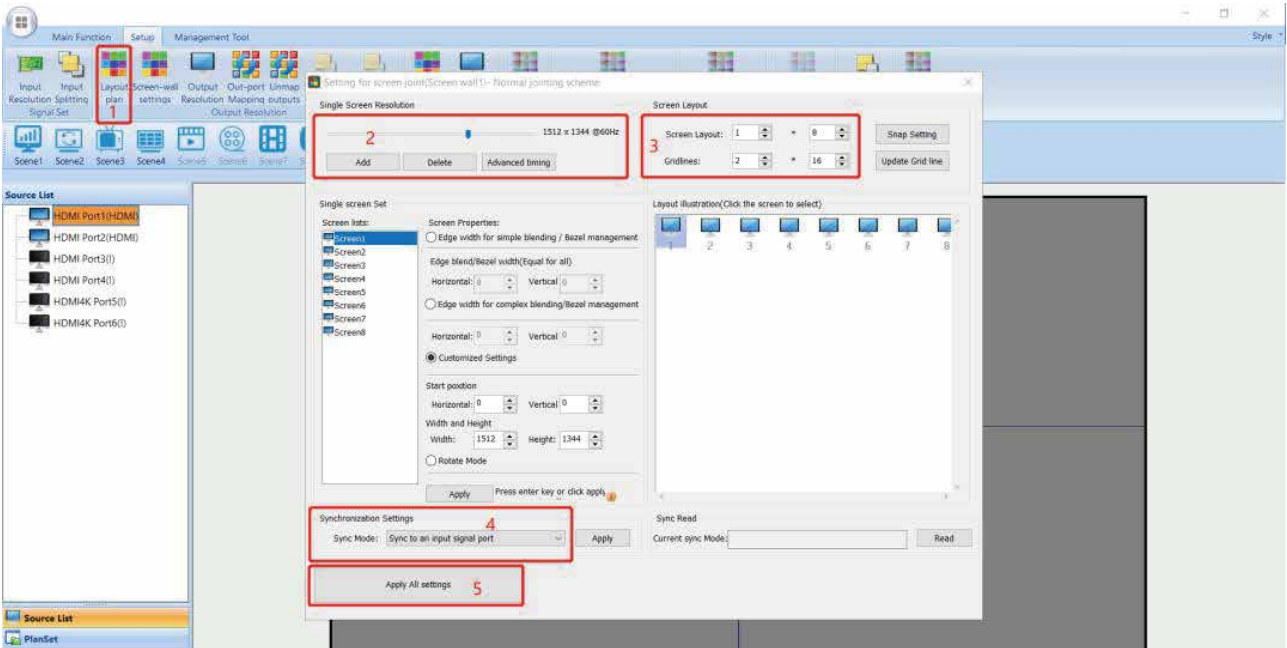 Main Function Setup Management Tool
Style
Input Resolution
Input Splitting
Layout plan
Screen-wall settings
Output Resolution
Out-port Mapping
Unmap outputs
Signal Set
Output Resolution
1
Scene1 Scene2 Scene3 Scene4 Scene5 Scene6 Scene7
Source List
HDMI Port1(HDMI)
HDMI Port2(HDMI)
HDMI Port3(!)
HDMI Port4(!)
HDMI4K Port5(!)
HDMI4K Port6(!)
Source List
PlanSet
Setting for screen joint(Screen wall1)-- Normal jointing scheme
Single Screen Resolution
2
1512 x 1344 @60Hz
Add Delete Advanced timing
Screen Layout
3
Screen Layout: 1 * 8 Snap Setting
Gridlines: 2 * 16 Update Grid line
Single screen Set
Screen lists:
Screen1
Screen2
Screen3
Screen4
Screen5
Screen6
Screen7
Screen8
Screen Properties:
Edge width for simple blending / Bezel management
Edge blend/Bezel width(Equal for all)
Horizontal: 0 Vertical 0
Edge width for complex blending/Bezel management
Horizontal: 0 Vertical 0
Customized Settings
Start position
Horizontal: 0 Vertical 0
Width and Height
Width: 1512 Height: 1344
Rotate Mode
Apply Press enter key or click apply
Layout illustration(Click the screen to select)
1 2 3 4 5 6 7 8
Synchronization Settings
4
Sync Mode: Sync to an input signal port Apply
Sync Read
Current sync Mode: Read
Apply All settings 5